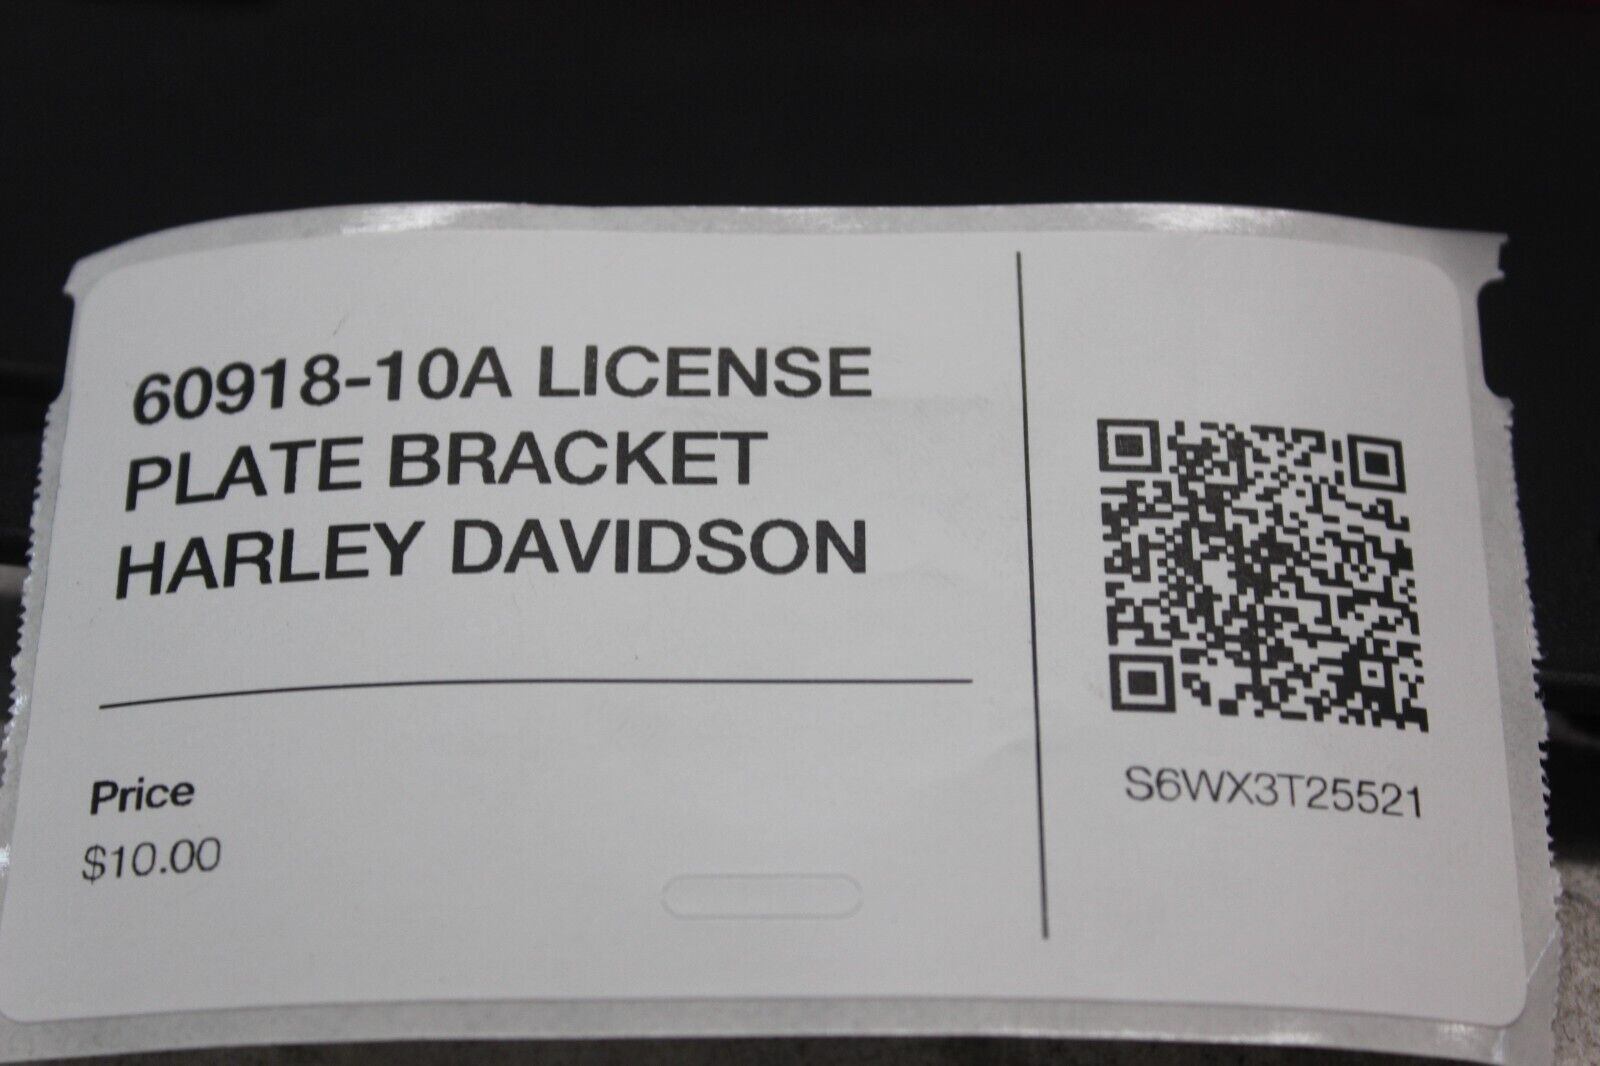 60918-10A LICENSE
PLATE BRACKET
HARLEY DAVIDSON
Price
$10.00
S6WX3T25521